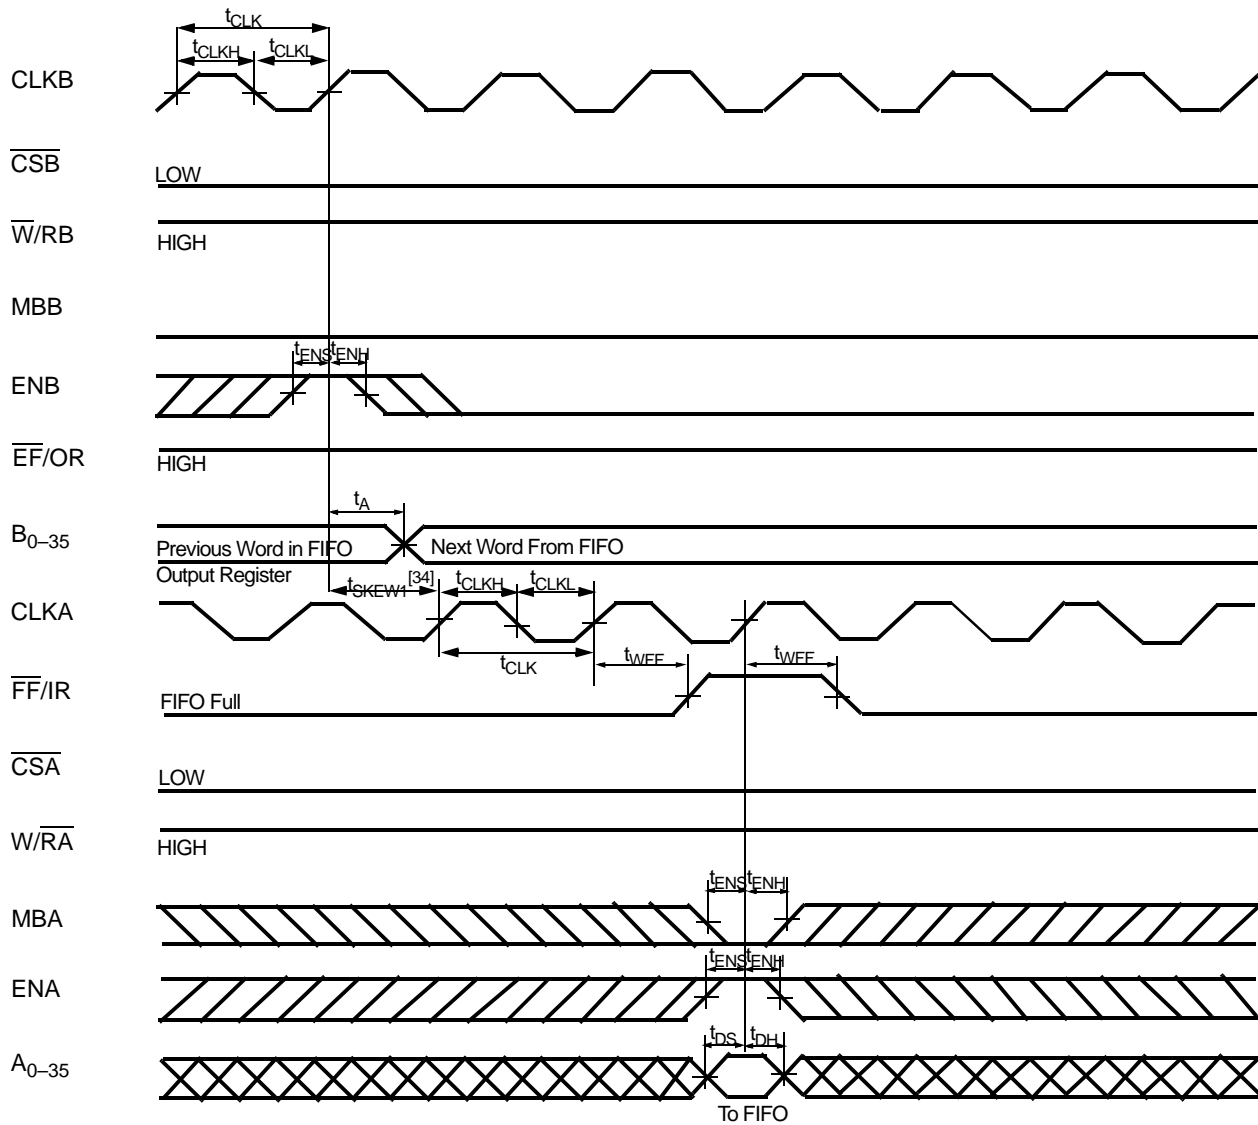 tCLK
tCLKH tCLKL
CLKB
CSB
LOW
W/RB
HIGH
MBB
tENS tENH
ENB
EF/OR
HIGH
tA
B0–35
Previous Word in FIFO Next Word From FIFO
Output Register
tSKEW1[34] tCLKH tCLKL
CLKA
tCLK
tWFF tWFF
FF/IR
FIFO Full
CSA
LOW
W/RA
HIGH
tENS tENH
MBA
tENS tENH
ENA
tDS tDH
A0–35
To FIFO